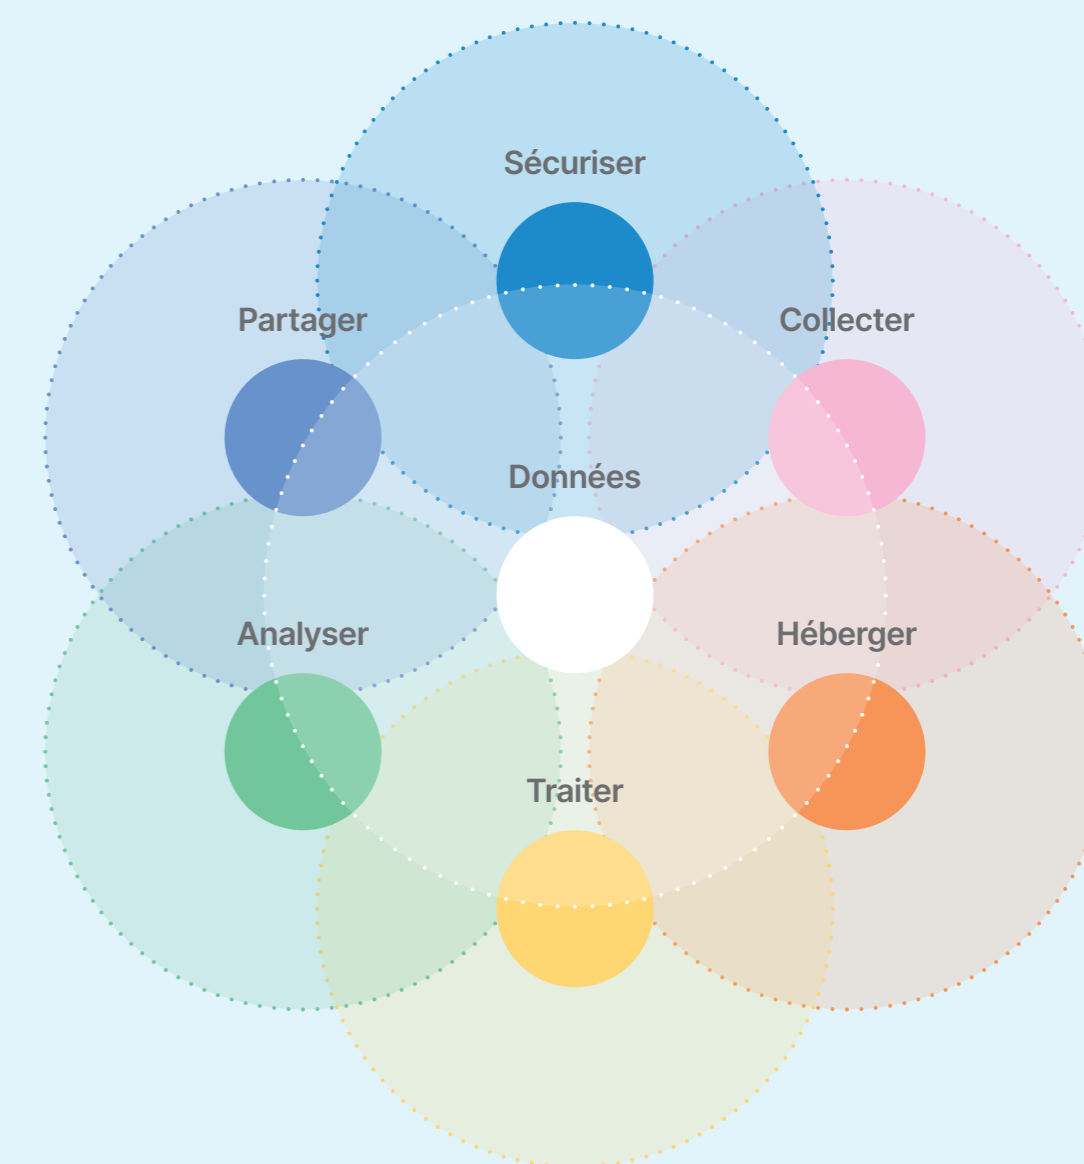 Sécuriser
Partager
Collecter
Données
Analyser
Héberger
Traiter